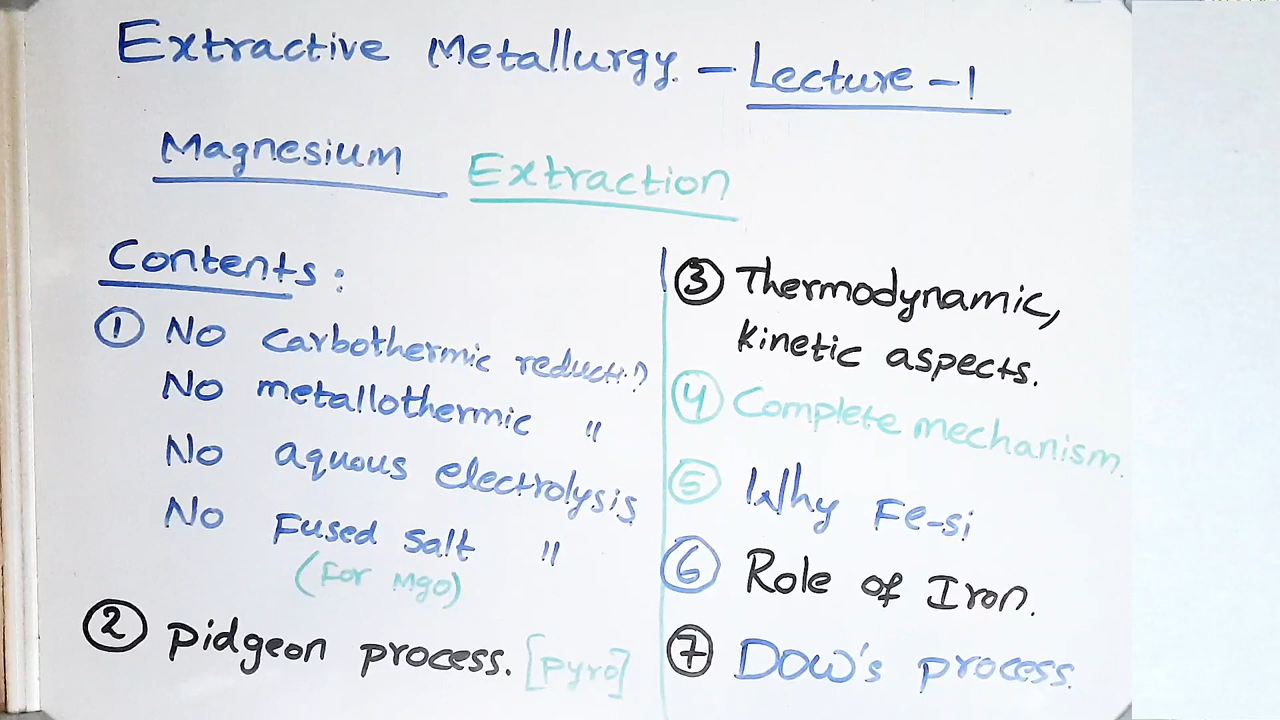 Extractive Metallurgy. - Lecture - 1
Magnesium Extraction
Contents :
① No carbothermic reducti?
No metallothermic "
No aquous electrolysis
No Fused salt "
(For Mgo)
② pidgeon process. [pyro]
③ Thermodynamic,
kinetic aspects.
④ Complete mechanism.
⑤ Why Fe-si
⑥ Role of Iron.
⑦ Dow's process.